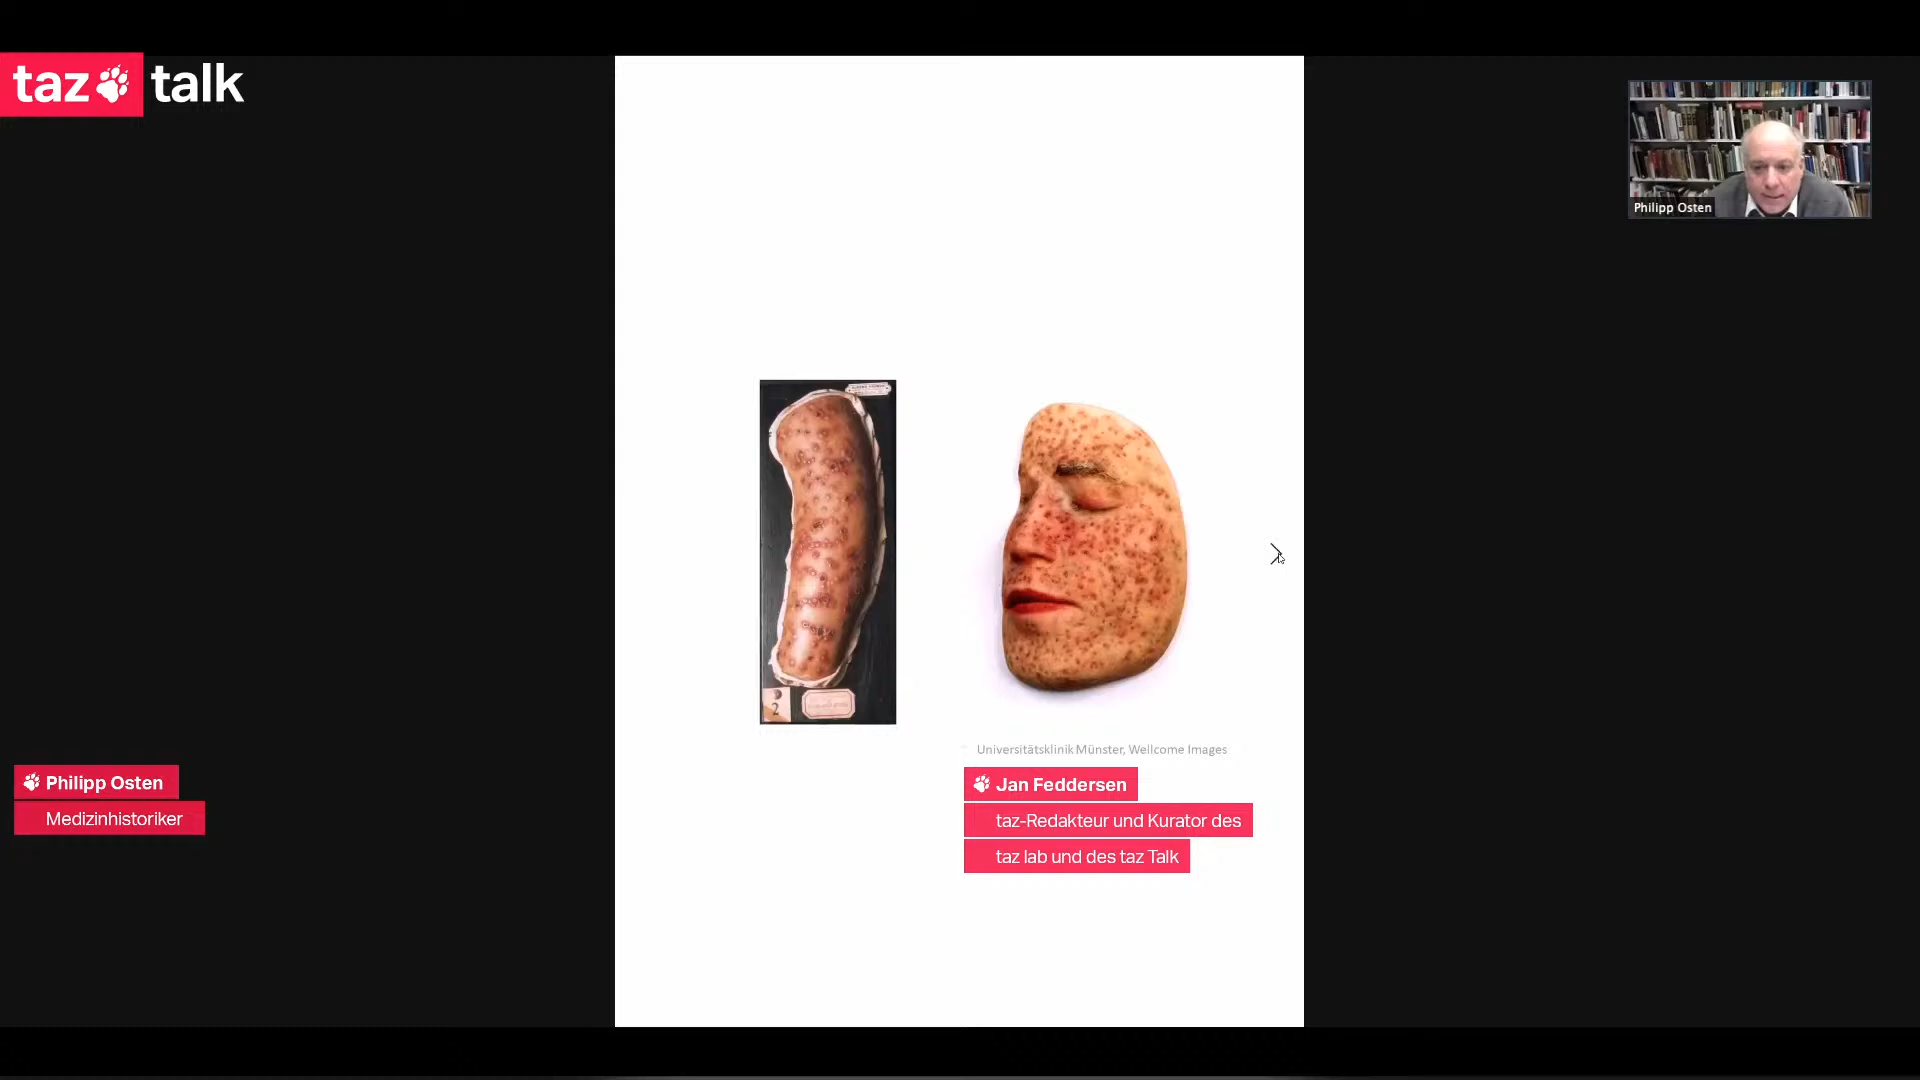 taz talk
Philipp Osten
2
Universitätsklinik Münster, Wellcome Images
Philipp Osten
Medizinhistoriker
Jan Feddersen
taz-Redakteur und Kurator des
taz lab und des taz Talk